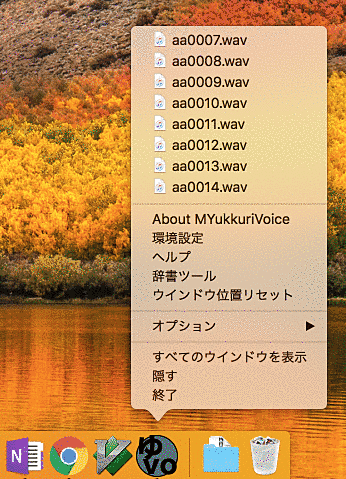 aa0007.wav
aa0008.wav
aa0009.wav
aa0010.wav
aa0011.wav
aa0012.wav
aa0013.wav
aa0014.wav
About MYukkuriVoice
環境設定
ヘルプ
辞書ツール
ウインドウ位置リセット
オプション
すべてのウインドウを表示
隠す
終了
N
V
ゆ
vo